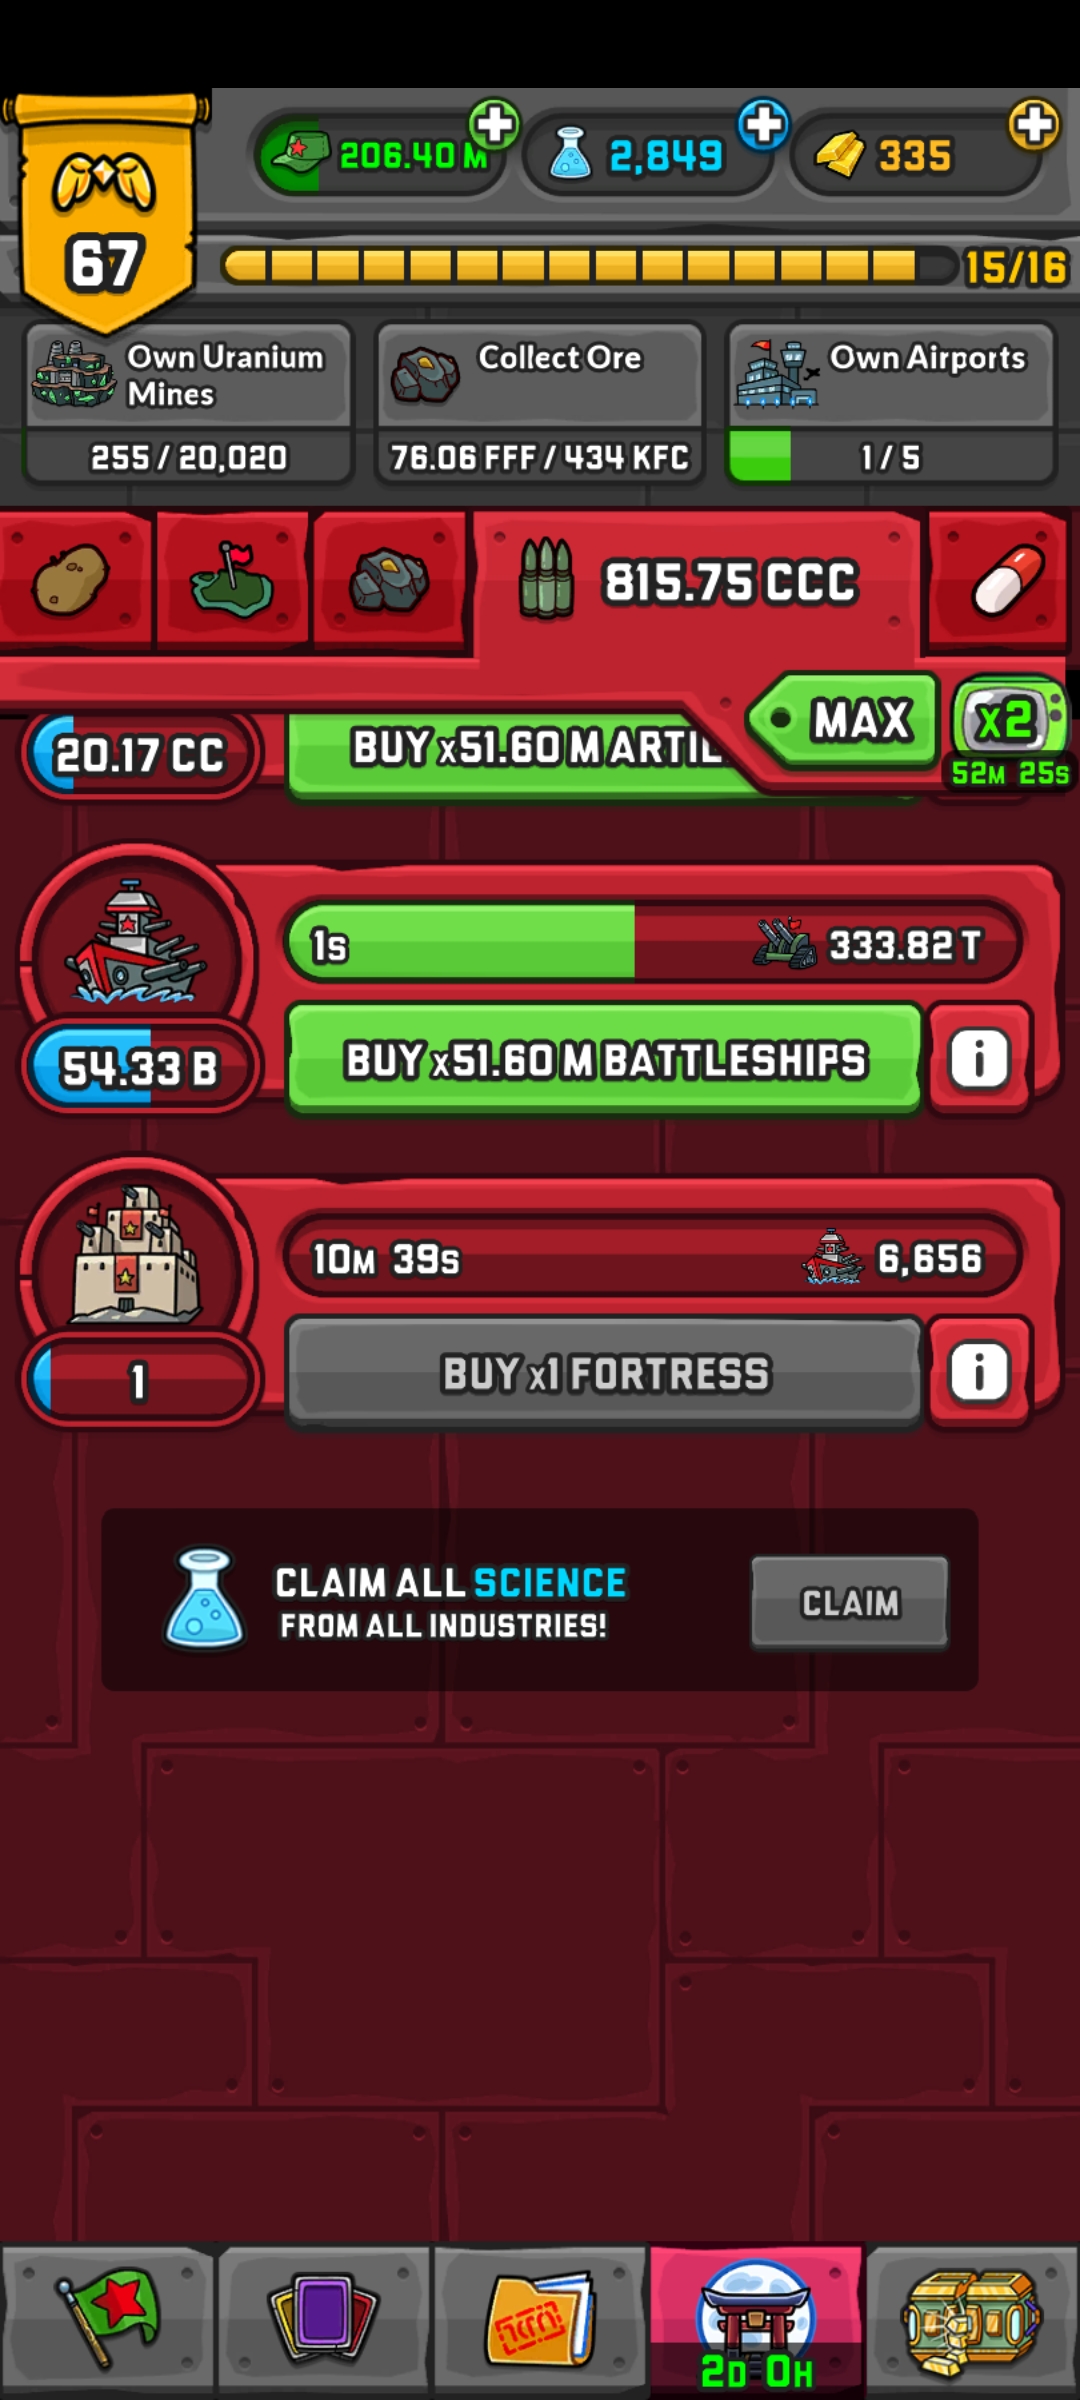 67
206.40 M
2,849
335
15/16
Own Uranium
Mines
255 / 20,020
Collect Ore
76.06 FFF / 434 KFC
Own Airports
1 / 5
815.75 CCC
MAX
x2
52M 25S
20.17 CC
BUY x51.60 M ARTIL
1S
333.82 T
54.33 B
BUY x51.60 M BATTLESHIPS
i
10M 39S
6,656
1
BUY x1 FORTRESS
i
CLAIM ALL SCIENCE
FROM ALL INDUSTRIES!
CLAIM
2D 0H